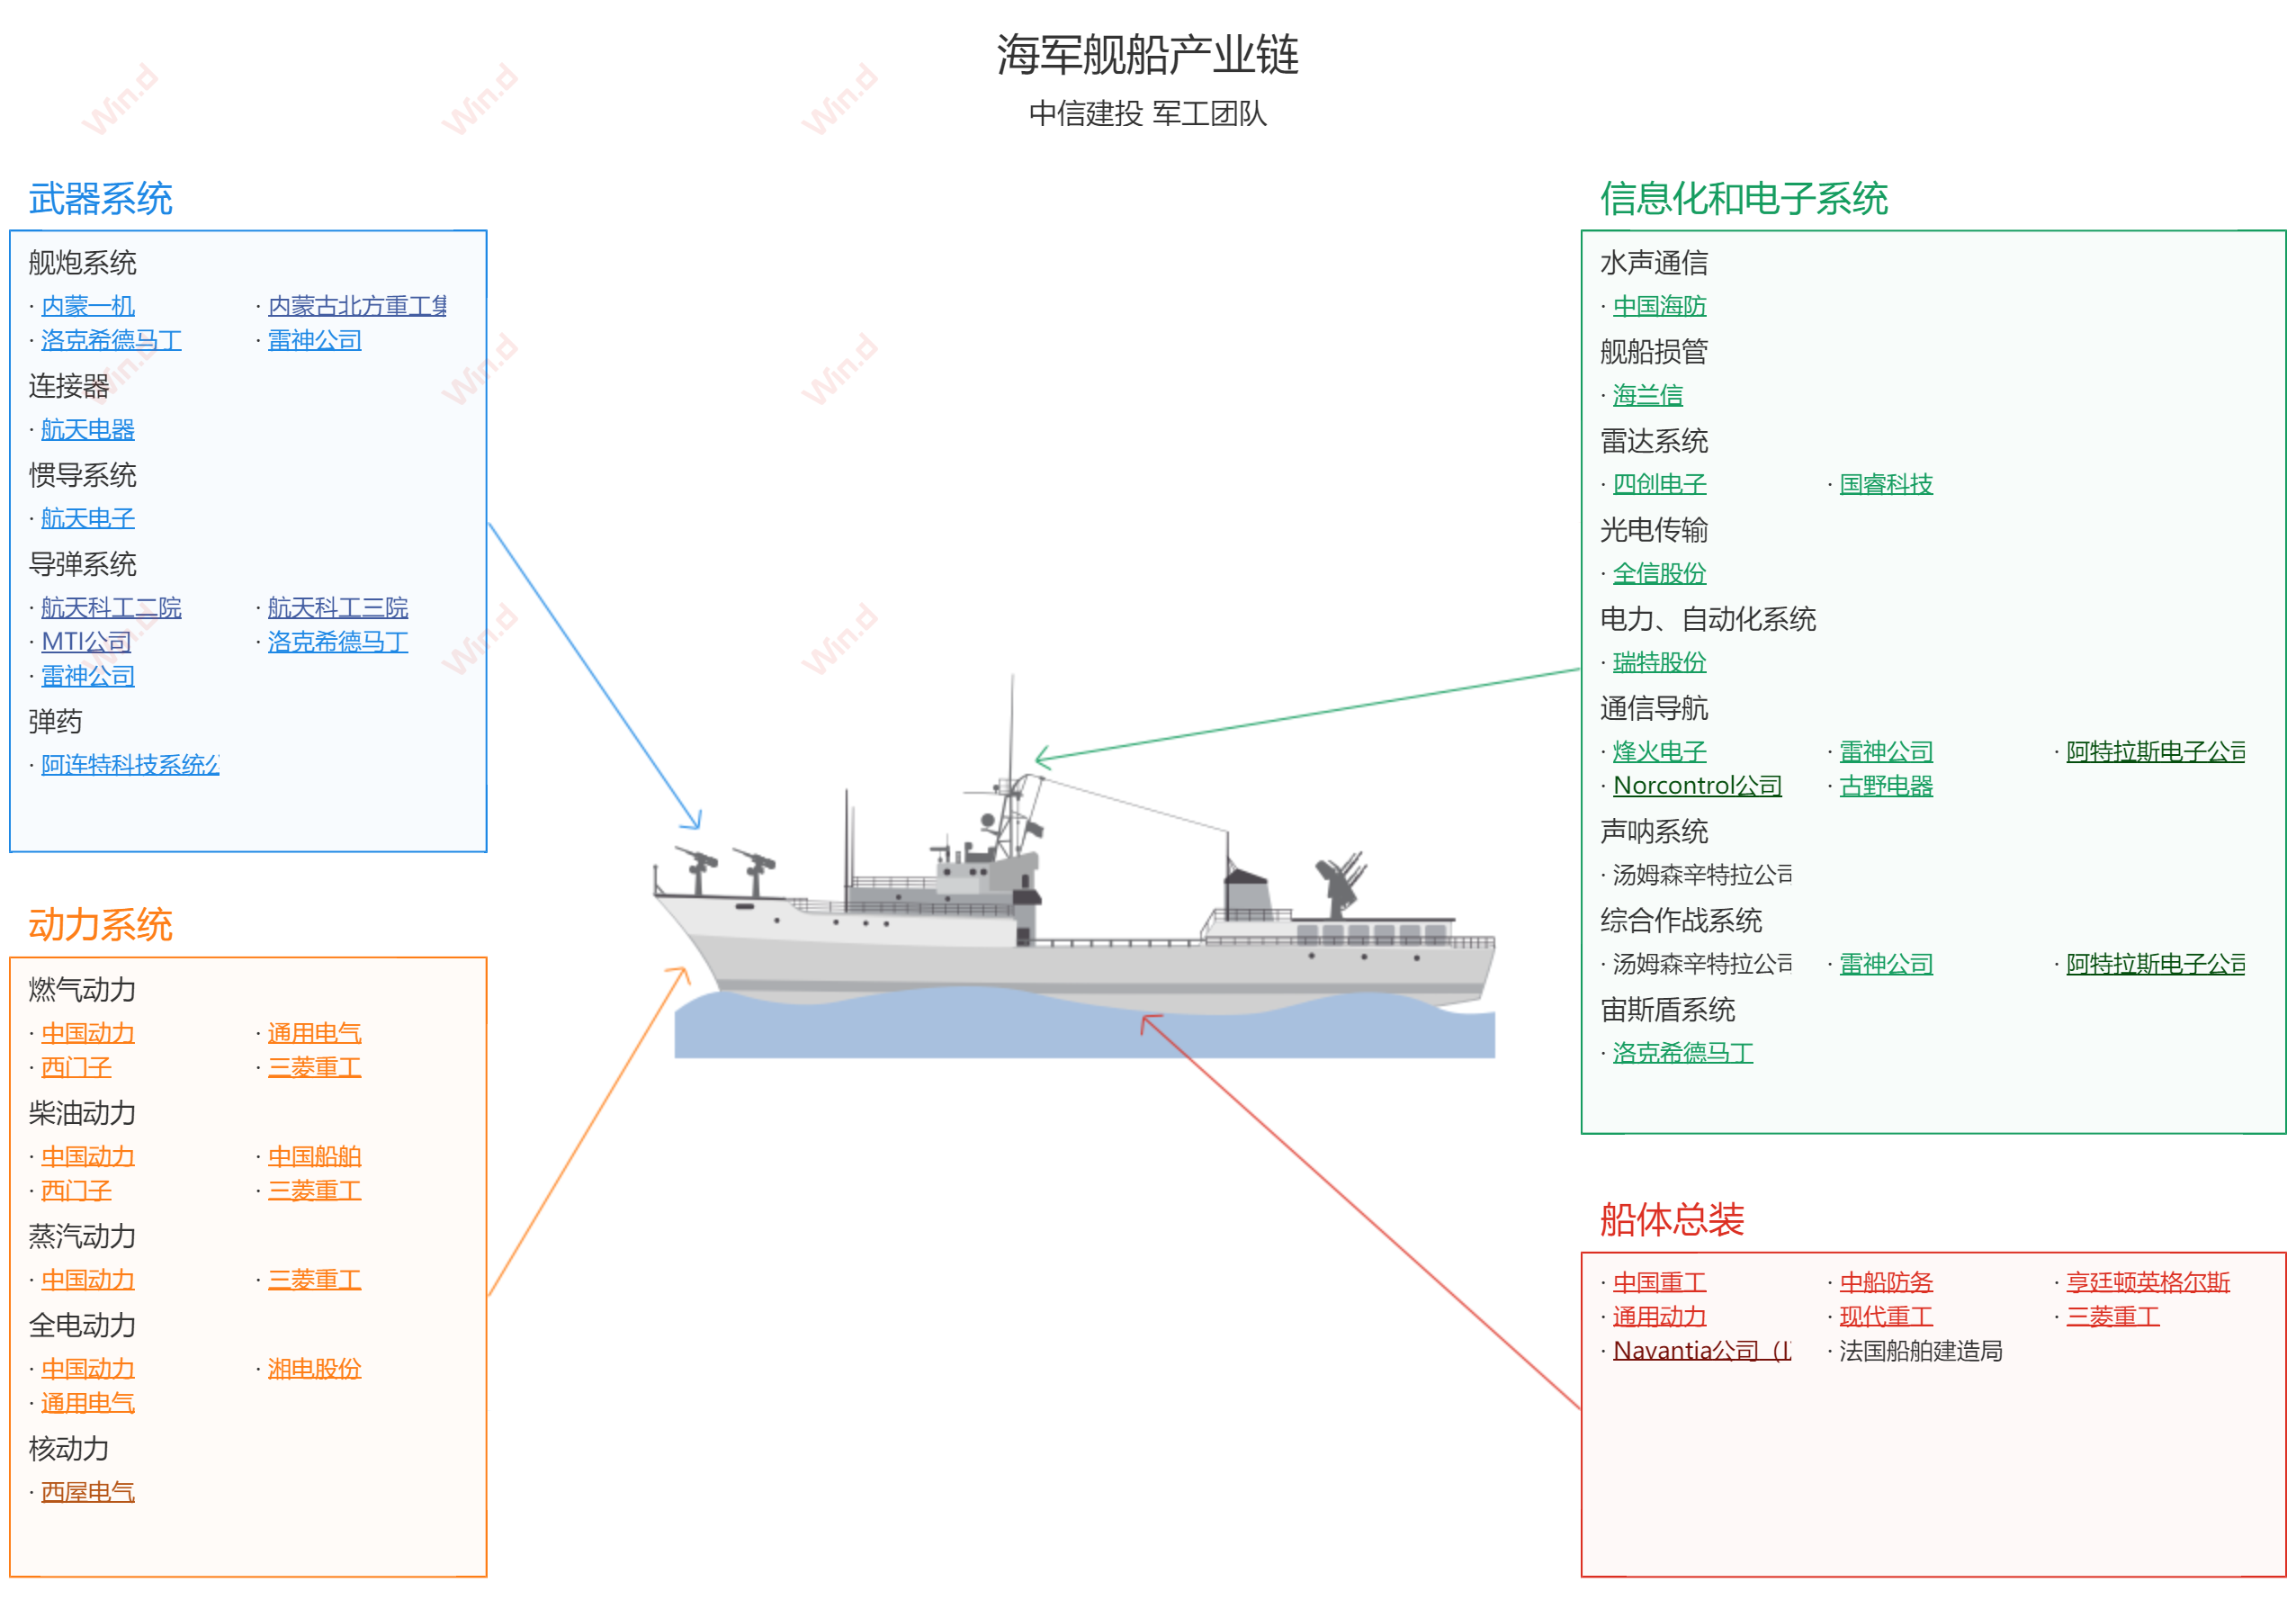 海军舰船产业链
中信建投 军工团队
武器系统
舰炮系统
· 内蒙一机 · 内蒙古北方重工集
· 洛克希德马丁 · 雷神公司
连接器
· 航天电器
惯导系统
· 航天电子
导弹系统
· 航天科工二院 · 航天科工三院
· MTI公司 · 洛克希德马丁
· 雷神公司
弹药
· 阿连特科技系统公
动力系统
燃气动力
· 中国动力 · 通用电气
· 西门子 · 三菱重工
柴油动力
· 中国动力 · 中国船舶
· 西门子 · 三菱重工
蒸汽动力
· 中国动力 · 三菱重工
全电动力
· 中国动力 · 湘电股份
· 通用电气
核动力
· 西屋电气
信息化和电子系统
水声通信
· 中国海防
舰船损管
· 海兰信
雷达系统
· 四创电子 · 国睿科技
光电传输
· 全信股份
电力、自动化系统
· 瑞特股份
通信导航
· 烽火电子 · 雷神公司 · 阿特拉斯电子公司
· Norcontrol公司 · 古野电器
声呐系统
· 汤姆森辛特拉公司
综合作战系统
· 汤姆森辛特拉公司 · 雷神公司 · 阿特拉斯电子公司
宙斯盾系统
· 洛克希德马丁
船体总装
· 中国重工 · 中船防务 · 亨廷顿英格尔斯
· 通用动力 · 现代重工 · 三菱重工
· Navantia公司（ · 法国船舶建造局
Win.d
Win.d
Win.d
Win.d
Win.d
Win.d
Win.d
Win.d
Win.d